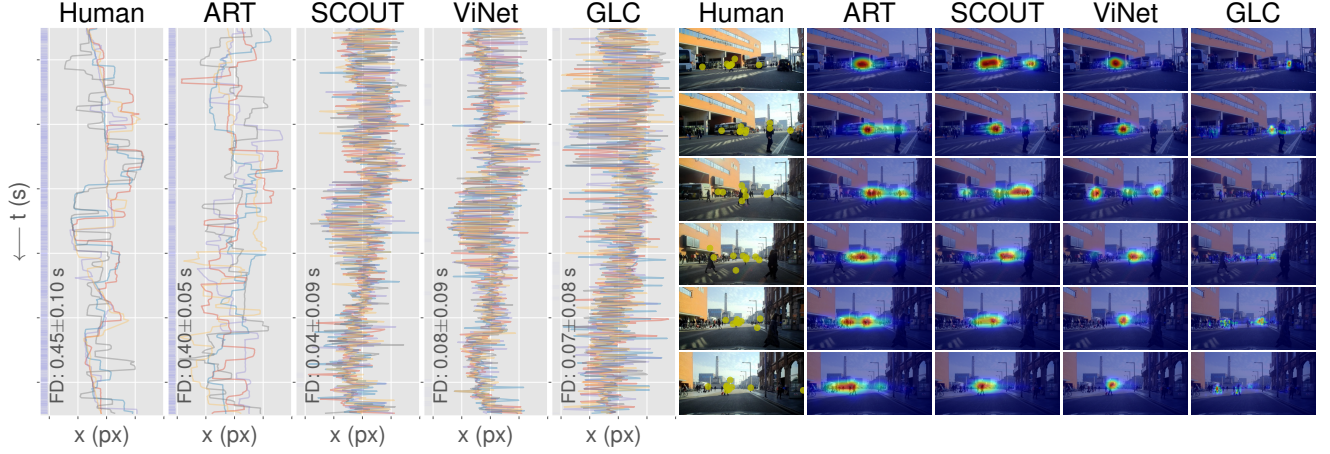 Human ART SCOUT ViNet GLC Human ART SCOUT ViNet GLC
← t (s)
FD: 0.45±0.10 s
FD: 0.40±0.05 s
FD: 0.04±0.09 s
FD: 0.08±0.09 s
FD: 0.07±0.08 s
x (px) x (px) x (px) x (px) x (px)